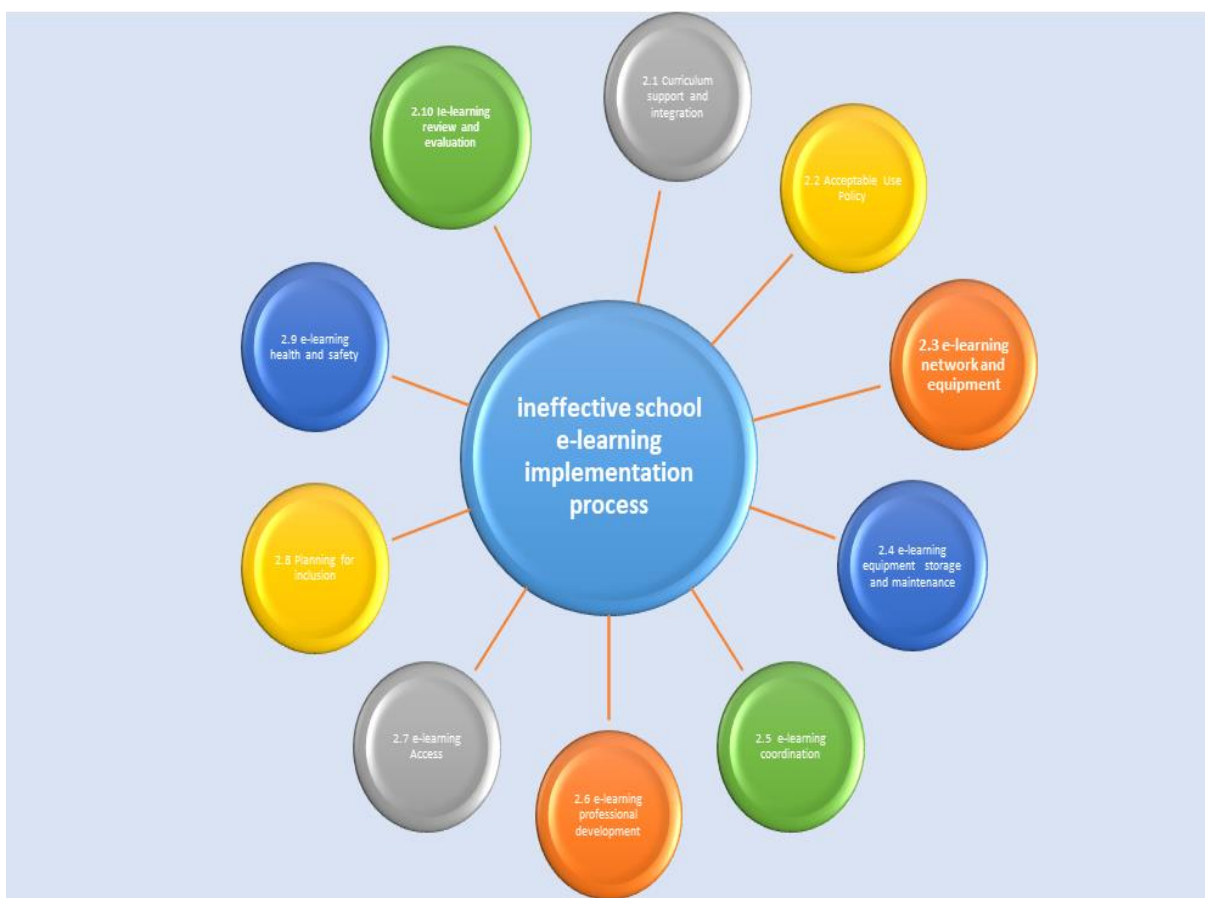 ineffective school
e-learning
implementation
process
2.1 Curriculum
support and
integration
2.2 Acceptable Use
Policy
2.3 e-learning
network and
equipment
2.4 e-learning
equipment storage
and maintenance
2.5 e-learning
coordination
2.6 e-learning
professional
development
2.7 e-learning
Access
2.8 Planning for
inclusion
2.9 e-learning
health and safety
2.10 Ie-learning
review and
evaluation